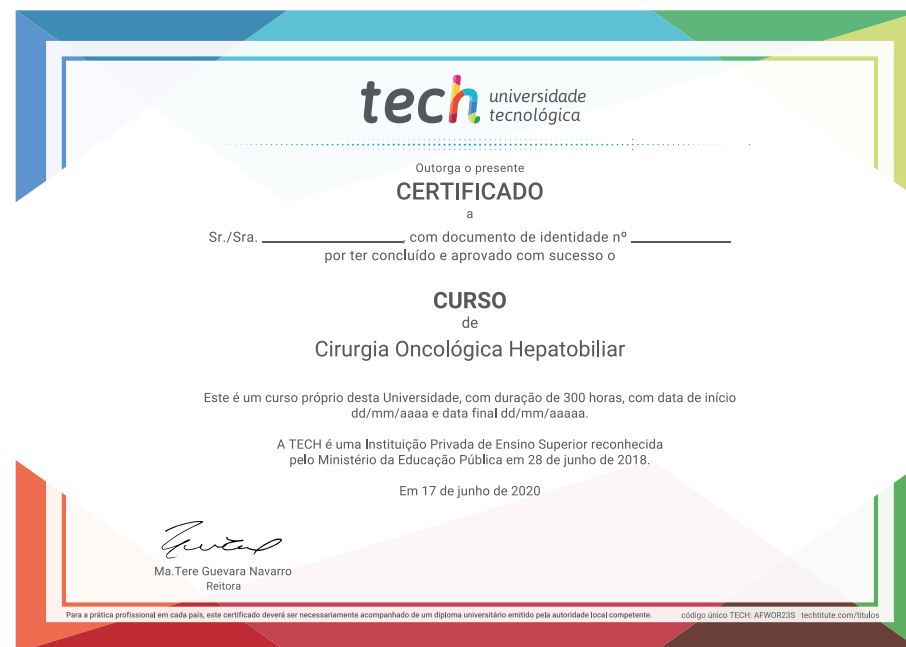 tech universidade
tecnológica
Outorga o presente
CERTIFICADO
a
Sr./Sra. ________________, com documento de identidade nº ____________
por ter concluído e aprovado com sucesso o
CURSO
de
Cirurgia Oncológica Hepatobiliar
Este é um curso próprio desta Universidade, com duração de 300 horas, com data de início
dd/mm/aaaa e data final dd/mm/aaaaa.
A TECH é uma Instituição Privada de Ensino Superior reconhecida
pelo Ministério da Educação Pública em 28 de junho de 2018.
Em 17 de junho de 2020
Ma.Tere Guevara Navarro
Reitora
Para a prática profissional em cada país, este certificado deverá ser necessariamente acompanhado de um diploma universitário emitido pela autoridade local competente. código único TECH: AFWOR23S techtitute.com/titulos